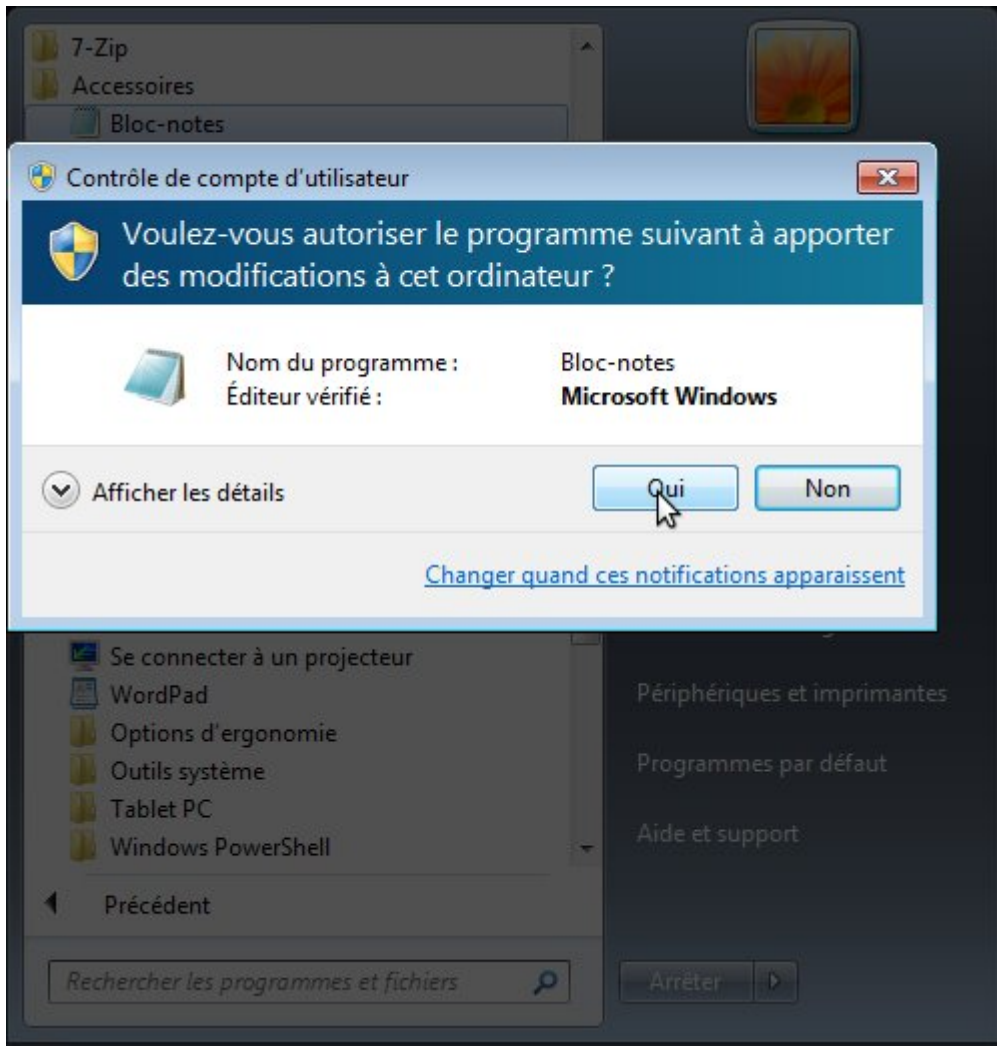 7-Zip
Accessoires
Bloc-notes
Contrôle de compte d'utilisateur
Voulez-vous autoriser le programme suivant à apporter
des modifications à cet ordinateur ?
Nom du programme : Bloc-notes
Éditeur vérifié : Microsoft Windows
Afficher les détails
Oui
Non
Changer quand ces notifications apparaissent
Se connecter à un projecteur
WordPad
Options d'ergonomie
Outils système
Tablet PC
Windows PowerShell
Précédent
Rechercher les programmes et fichiers
Périphériques et imprimantes
Programmes par défaut
Aide et support
Arrêter